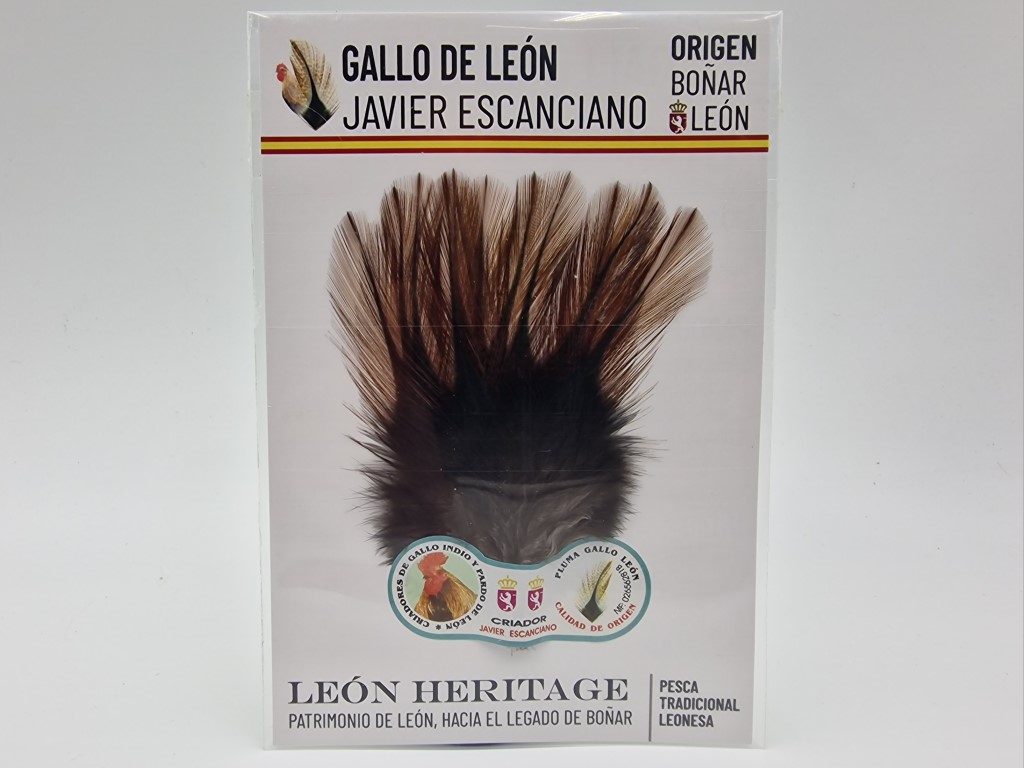 GALLO DE LEÓN
JAVIER ESCANCIANO
ORIGEN
BOÑAR
LEÓN
CRIADORES DE GALLO INDIO Y PARDO DE LEÓN *
CRIADOR
JAVIER ESCANCIANO
PLUMA GALLO LEÓN
CALIDAD DE ORIGEN
LEÓN HERITAGE
PATRIMONIO DE LEÓN, HACIA EL LEGADO DE BOÑAR
PESCA
TRADICIONAL
LEONESA